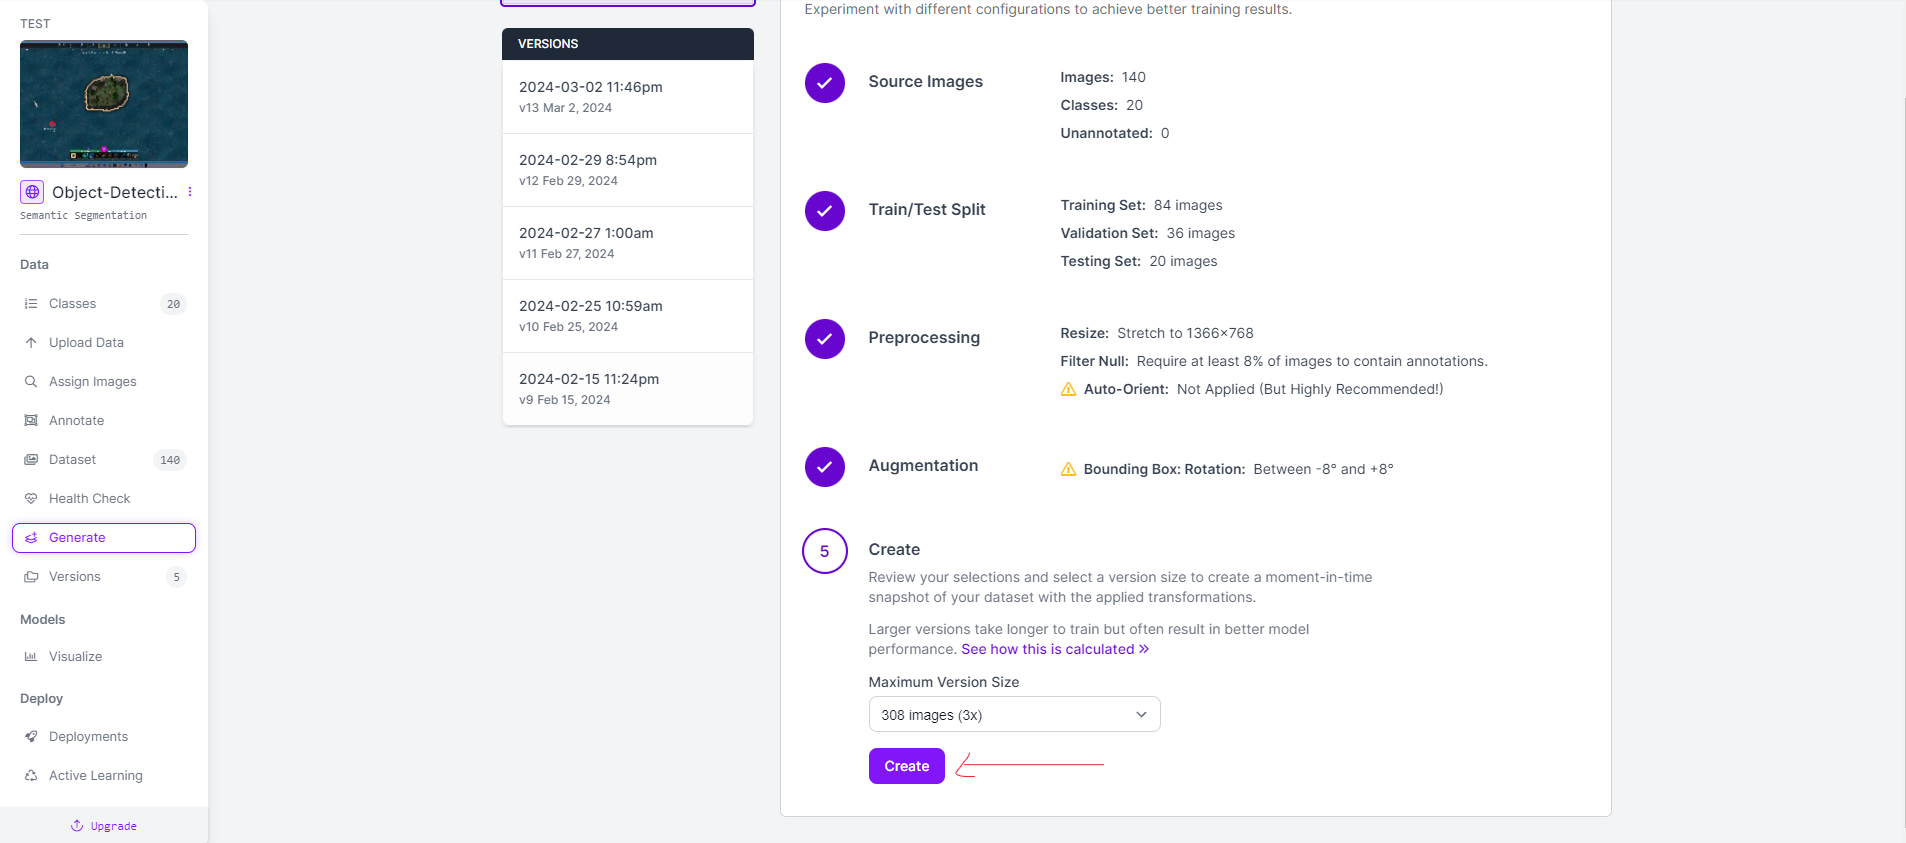 TEST
Object-Detecti...
Semantic Segmentation
Data
Classes 20
Upload Data
Assign Images
Annotate
Dataset 140
Health Check
Generate
Versions 5
Models
Visualize
Deploy
Deployments
Active Learning
Upgrade
VERSIONS
2024-03-02 11:46pm
v13 Mar 2, 2024
2024-02-29 8:54pm
v12 Feb 29, 2024
2024-02-27 1:00am
v11 Feb 27, 2024
2024-02-25 10:59am
v10 Feb 25, 2024
2024-02-15 11:24pm
v9 Feb 15, 2024
Experiment with different configurations to achieve better training results.
Source Images
Images: 140
Classes: 20
Unannotated: 0
Train/Test Split
Training Set: 84 images
Validation Set: 36 images
Testing Set: 20 images
Preprocessing
Resize: Stretch to 1366×768
Filter Null: Require at least 8% of images to contain annotations.
Auto-Orient: Not Applied (But Highly Recommended!)
Augmentation
Bounding Box: Rotation: Between -8° and +8°
5 Create
Review your selections and select a version size to create a moment-in-time
snapshot of your dataset with the applied transformations.
Larger versions take longer to train but often result in better model
performance. See how this is calculated »
Maximum Version Size
308 images (3x)
Create